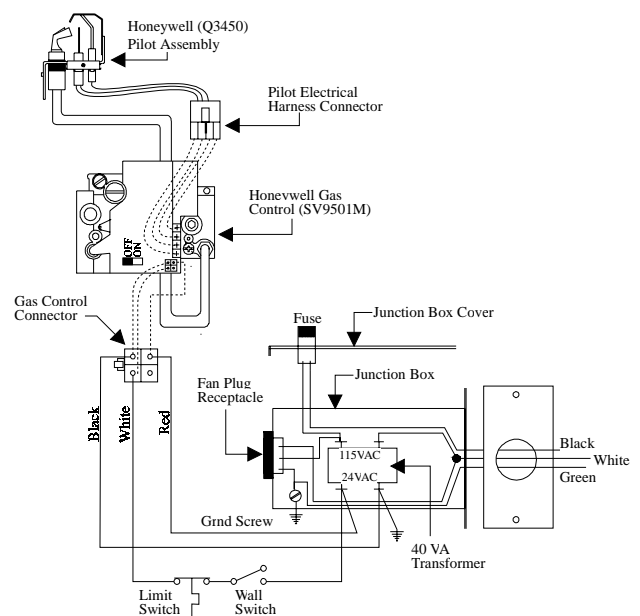 Honeywell (Q3450)
Pilot Assembly
Pilot Electrical
Harness Connector
Honeywell Gas
Control (SV9501M)
OFF
ON
Gas Control
Connector
Fuse
Junction Box Cover
Fan Plug
Receptacle
Junction Box
Black
White
Red
115VAC
24VAC
Black
White
Green
Grnd Screw
40 VA
Transformer
Limit
Switch
Wall
Switch